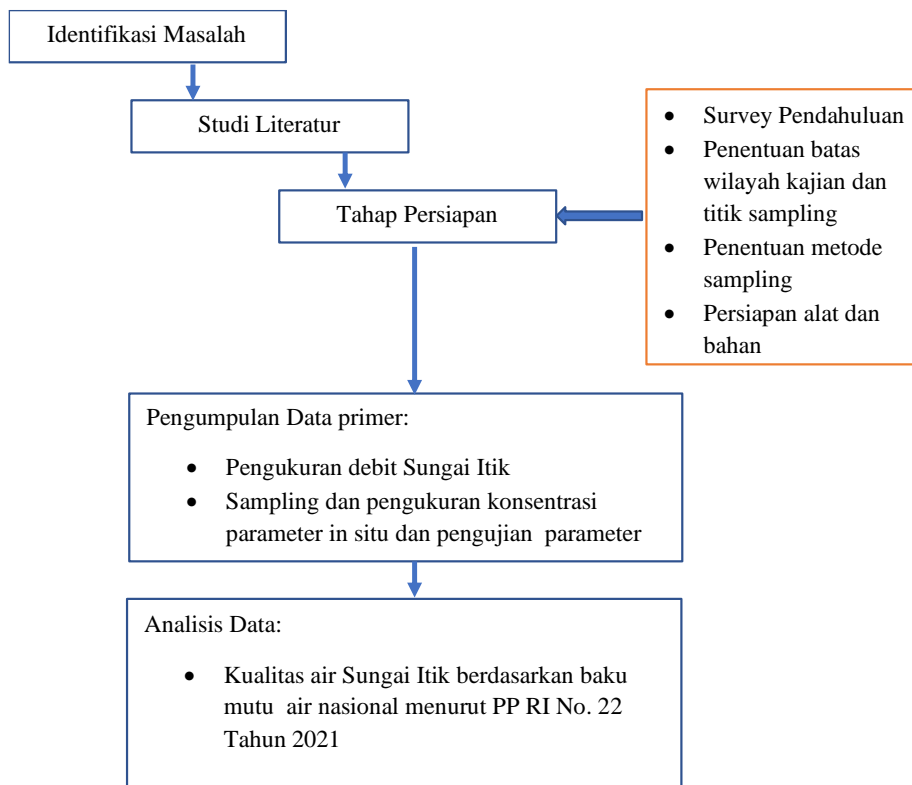 Identifikasi Masalah
Studi Literatur
Tahap Persiapan
• Survey Pendahuluan
• Penentuan batas
wilayah kajian dan
titik sampling
• Penentuan metode
sampling
• Persiapan alat dan
bahan
Pengumpulan Data primer:
• Pengukuran debit Sungai Itik
• Sampling dan pengukuran konsentrasi
parameter in situ dan pengujian parameter
Analisis Data:
• Kualitas air Sungai Itik berdasarkan baku
mutu air nasional menurut PP RI No. 22
Tahun 2021